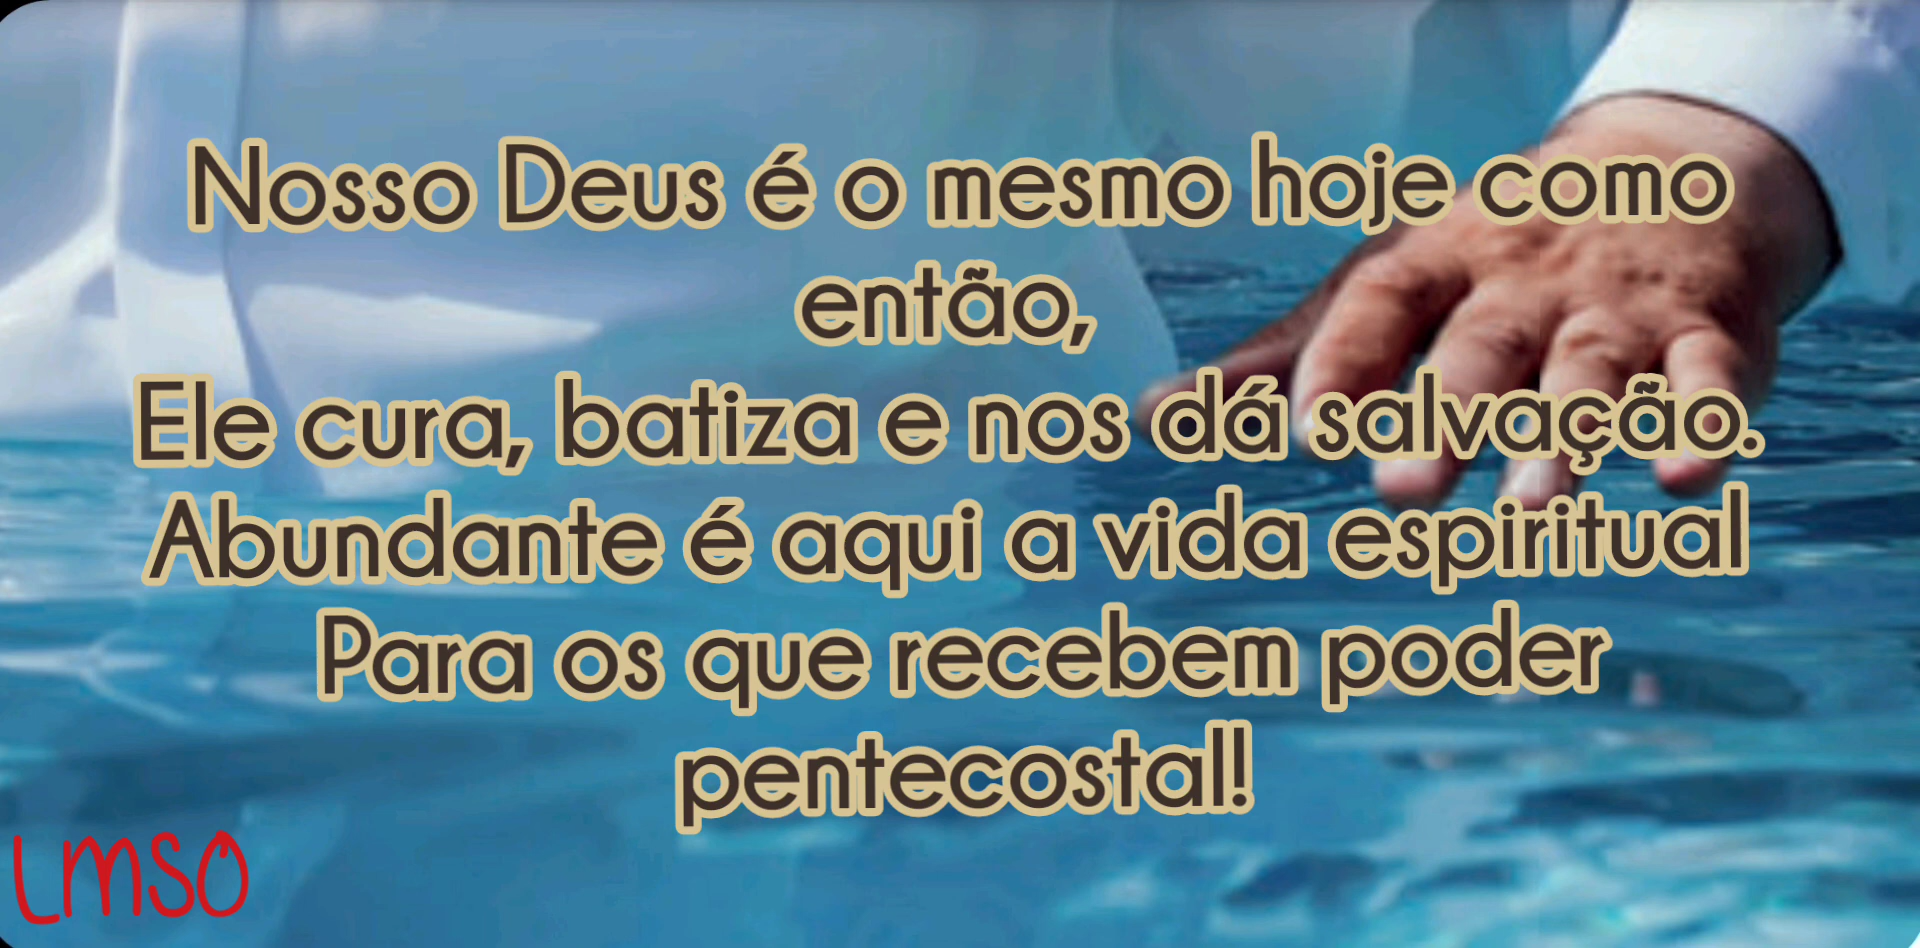 Nosso Deus é o mesmo hoje como
então,
Ele cura, batiza e nos dá salvação.
Abundante é aqui a vida espiritual
Para os que recebem poder
pentecostal!
LMSO